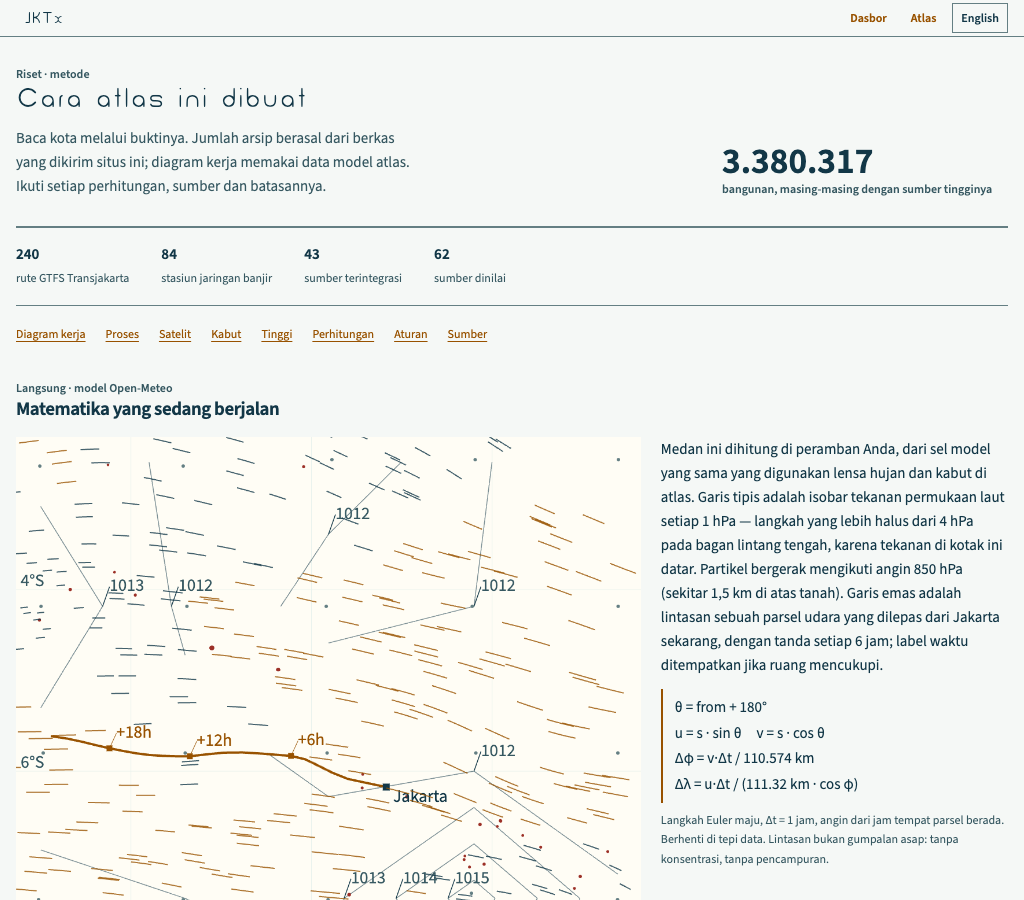 JKTx
Dasbor Atlas English
Riset · metode
Cara atlas ini dibuat
Baca kota melalui buktinya. Jumlah arsip berasal dari berkas
yang dikirim situs ini; diagram kerja memakai data model atlas.
Ikuti setiap perhitungan, sumber dan batasannya.
3.380.317
bangunan, masing-masing dengan sumber tingginya
240 84 43 62
rute GTFS Transjakarta stasiun jaringan banjir sumber terintegrasi sumber dinilai
Diagram kerja Proses Satelit Kabut Tinggi Perhitungan Aturan Sumber
Langsung · model Open-Meteo
Matematika yang sedang berjalan
1012
4°S 1013 1012 1012
+18h +12h +6h
6°S 1012
Jakarta
1013 1014 1015
Medan ini dihitung di peramban Anda, dari sel model
yang sama yang digunakan lensa hujan dan kabut di
atlas. Garis tipis adalah isobar tekanan permukaan laut
setiap 1 hPa — langkah yang lebih halus dari 4 hPa
pada bagan lintang tengah, karena tekanan di kotak ini
datar. Partikel bergerak mengikuti angin 850 hPa
(sekitar 1,5 km di atas tanah). Garis emas adalah
lintasan sebuah parsel udara yang dilepas dari Jakarta
sekarang, dengan tanda setiap 6 jam; label waktu
ditempatkan jika ruang mencukupi.
θ = from + 180°
u = s · sin θ v = s · cos θ
Δφ = v·Δt / 110.574 km
Δλ = u·Δt / (111.32 km · cos φ)
Langkah Euler maju, Δt = 1 jam, angin dari jam tempat parsel berada.
Berhenti di tepi data. Lintasan bukan gumpalan asap: tanpa
konsentrasi, tanpa pencampuran.